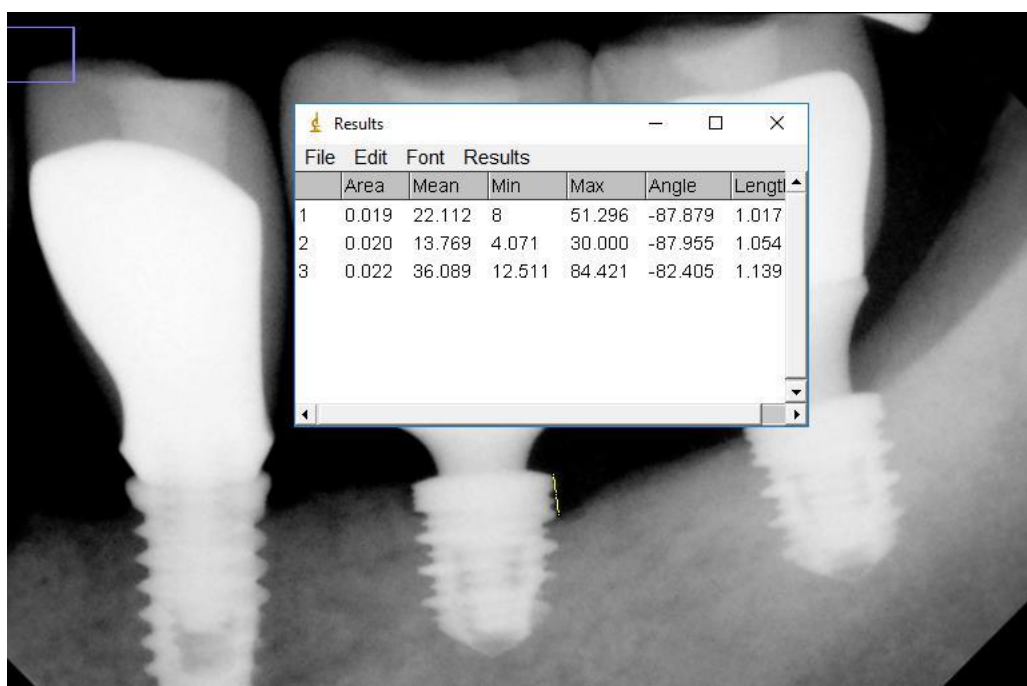 Results
File Edit Font Results
Area Mean Min Max Angle Lengtl
1 0.019 22.112 8 51.296 -87.879 1.017
2 0.020 13.769 4.071 30.000 -87.955 1.054
3 0.022 36.089 12.511 84.421 -82.405 1.139